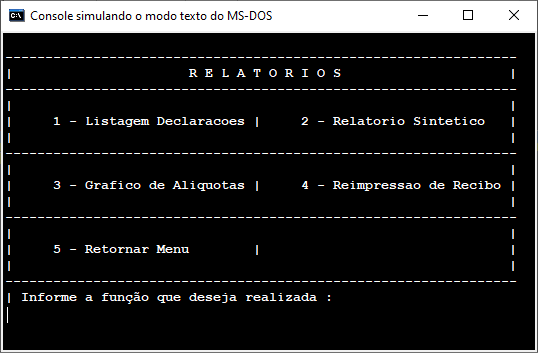 Console simulando o modo texto do MS-DOS
R E L A T O R I O S
1 - Listagem Declaracoes | 2 - Relatorio Sintetico
3 - Grafico de Aliquotas | 4 - Reimpressao de Recibo
5 - Retornar Menu
Informe a função que deseja realizada :